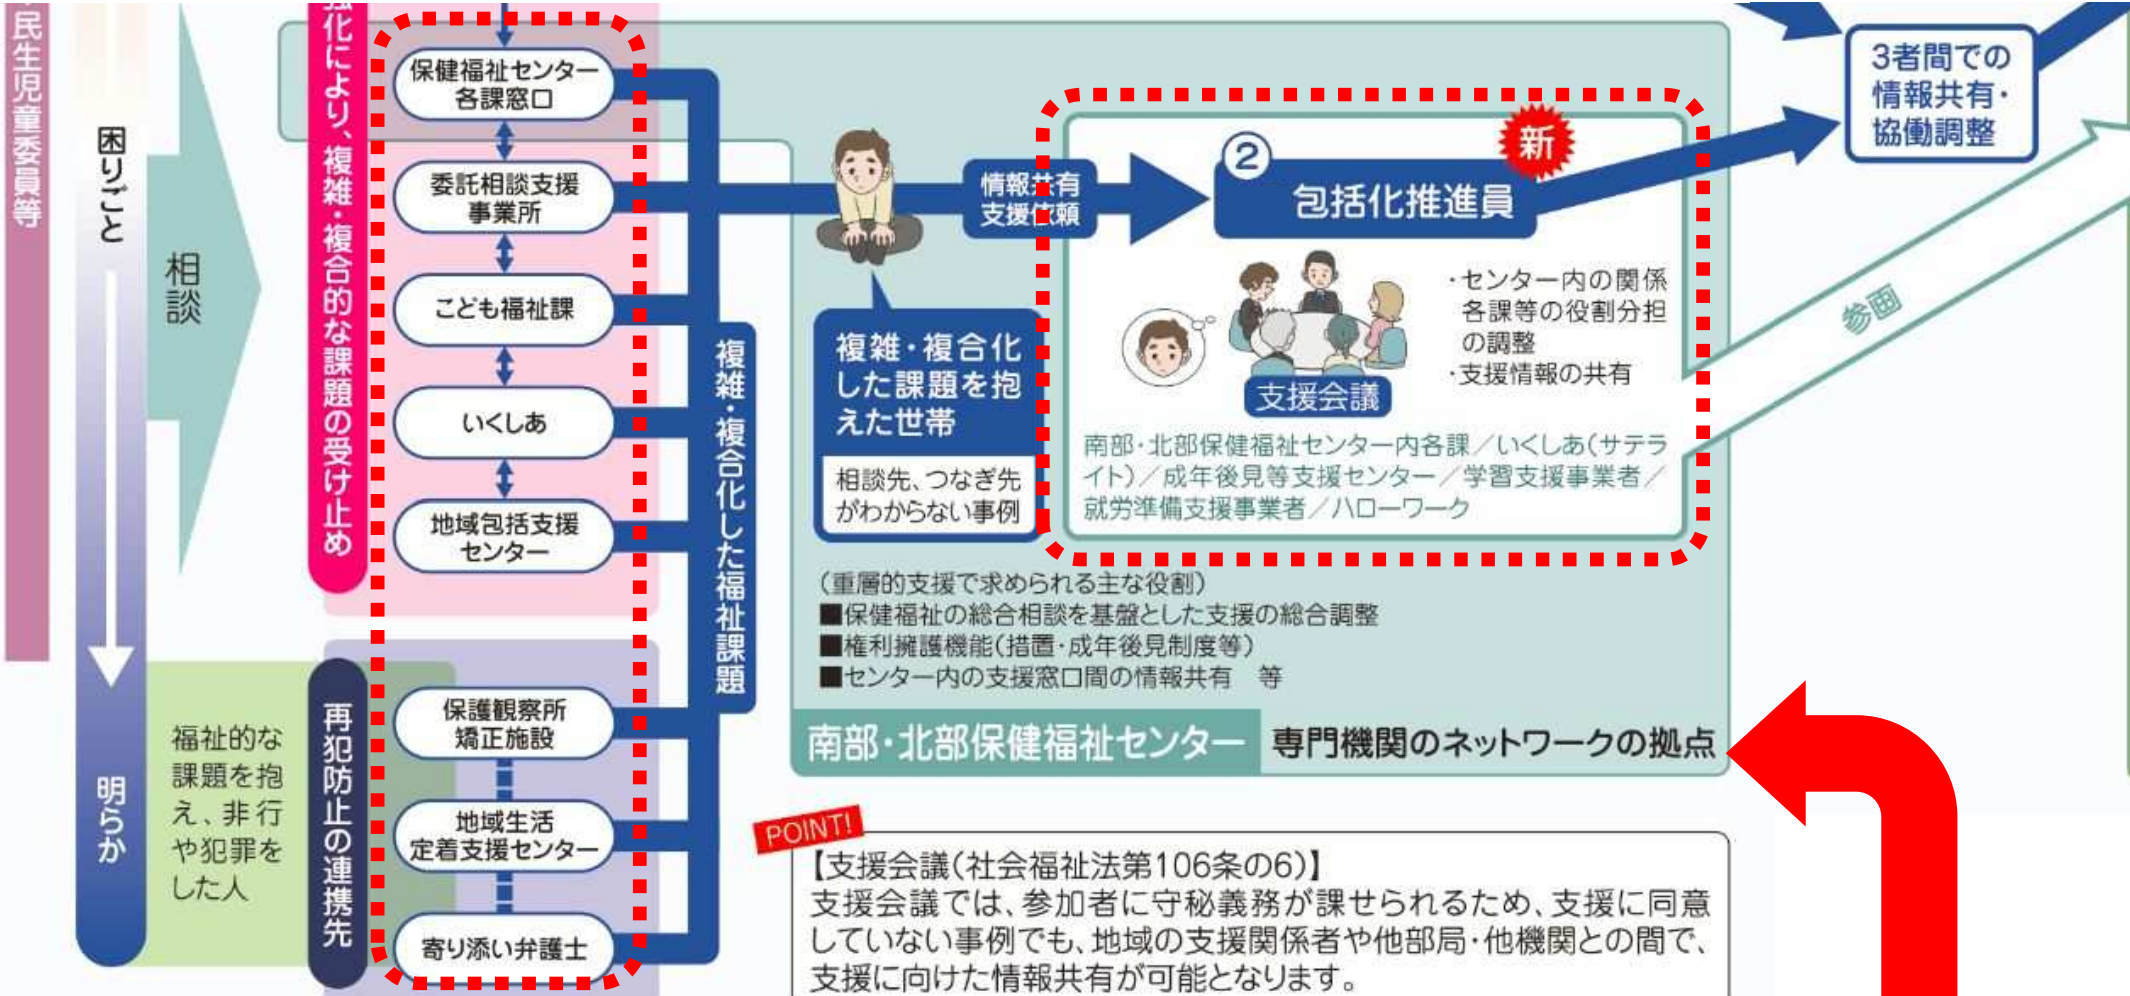 民生児童委員等
困りごと
明らか
相談
強化により、複雑・複合的な課題の受け止め
保健福祉センター
各課窓口
委託相談支援
事業所
こども福祉課
いくしあ
地域包括支援
センター
福祉的な
課題を抱
え、非行
や犯罪を
した人
再犯防止の連携先
保護観察所
矯正施設
地域生活
定着支援センター
寄り添い弁護士
複雑・複合化した福祉課題
複雑・複合化
した課題を抱
えた世帯
相談先、つなぎ先
がわからない事例
情報共有
支援依頼
②
包括化推進員
新
支援会議
・センター内の関係
各課等の役割分担
の調整
・支援情報の共有
南部・北部保健福祉センター内各課／いくしあ(サテラ
イト)／成年後見等支援センター／学習支援事業者／
就労準備支援事業者／ハローワーク
(重層的支援で求められる主な役割)
■保健福祉の総合相談を基盤とした支援の総合調整
■権利擁護機能(措置・成年後見制度等)
■センター内の支援窓口間の情報共有 等
南部・北部保健福祉センター 専門機関のネットワークの拠点
3者間での
情報共有・
協働調整
参画
POINT!
【支援会議(社会福祉法第106条の6)】
支援会議では、参加者に守秘義務が課せられるため、支援に同意
していない事例でも、地域の支援関係者や他部局・他機関との間で、
支援に向けた情報共有が可能となります。